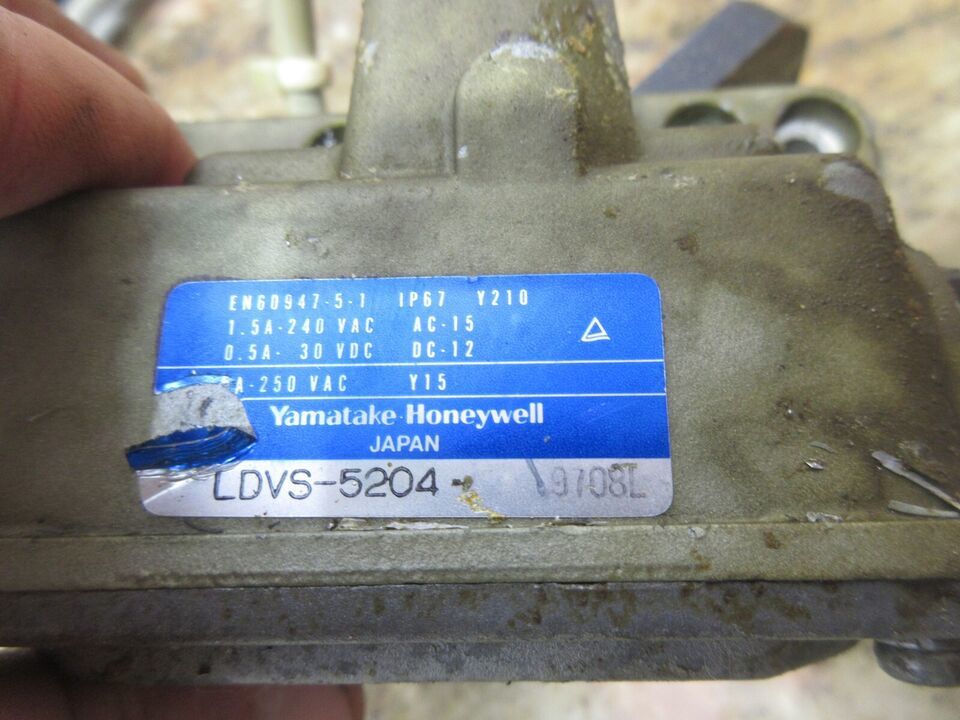 EN60947-5-1 IP67 Y210
1.5A-240 VAC AC-15
0.5A- 30 VDC DC-12
A-250 VAC Y15
Yamatake-Honeywell
JAPAN
LDVS-5204- 9708L